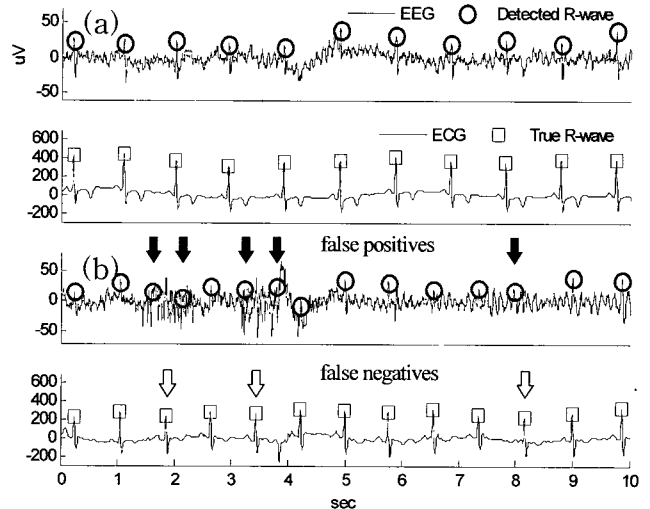 (a)
EEG Detected R-wave
uV
50
0
-50
ECG True R-wave
600
400
200
0
-200
false positives
(b)
50
0
-50
false negatives
600
400
200
0
-200
0 1 2 3 4 5 6 7 8 9 10
sec